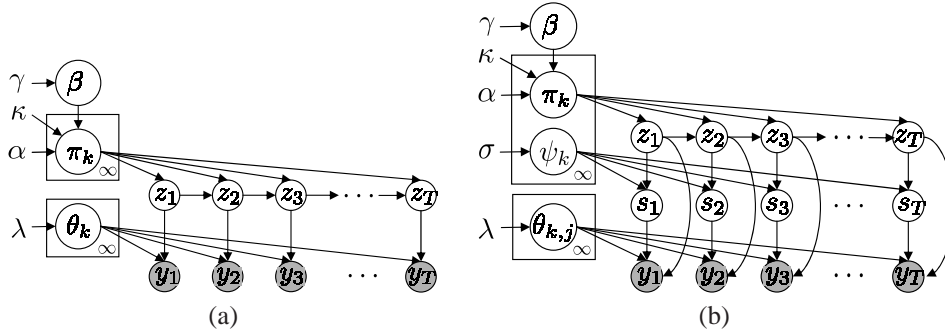 γ β
κ
α π_k ∞
z_1 z_2 z_3 ··· z_T
λ θ_k ∞
y_1 y_2 y_3 ··· y_T
(a)
γ β
κ
α π_k
z_1 z_2 z_3 ··· z_T
σ ψ_k ∞
s_1 s_2 s_3 ··· s_T
λ θ_{k,j} ∞
y_1 y_2 y_3 ··· y_T
(b)